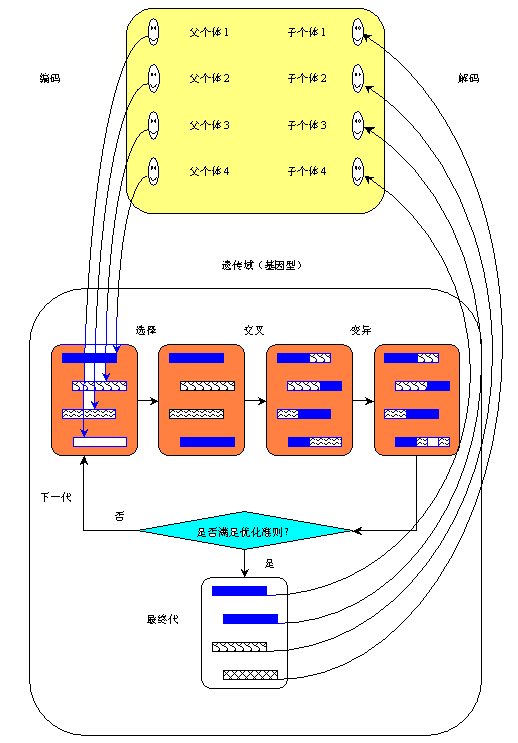 父个体1 子个体1
编码 父个体2 子个体2 解码
父个体3 子个体3
父个体4 子个体4
遗传域（基因型）
选择 交叉 变异
下一代 否
是否满足优化准则？
是
最终代